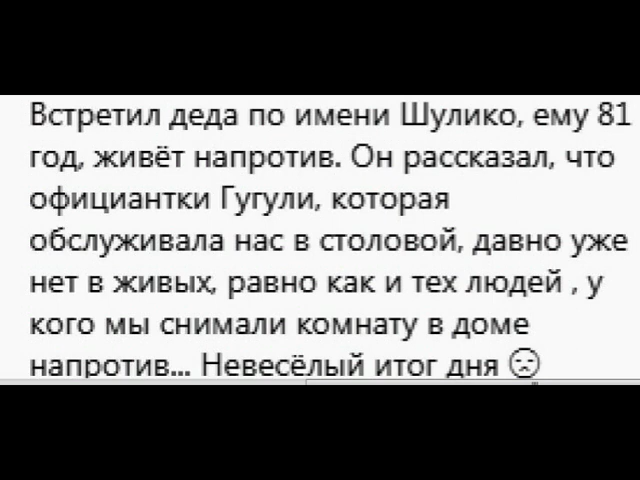 Встретил деда по имени Шулико, ему 81
год, живёт напротив. Он рассказал, что
официантки Гугули, которая
обслуживала нас в столовой, давно уже
нет в живых, равно как и тех людей , у
кого мы снимали комнату в доме
напротив... Невесёлый итог дня 😞